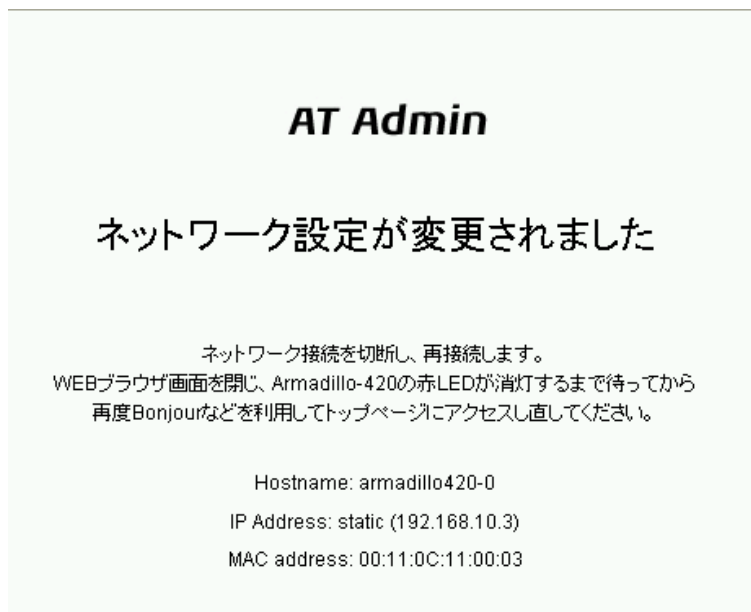 AT Admin
ネットワーク設定が変更されました
ネットワーク接続を切断し、再接続します。
WEBブラウザ画面を閉じ、Armadillo-420の赤LEDが消灯するまで待ってから
再度Bonjourなどを利用してトップページにアクセスし直してください。
Hostname: armadillo420-0
IP Address: static (192.168.10.3)
MAC address: 00:11:0C:11:00:03